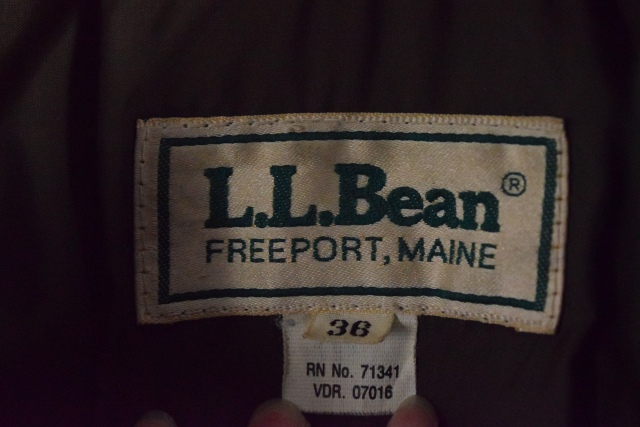 L.L.Bean®
FREEPORT, MAINE
36
RN No. 71341
VDR. 07016